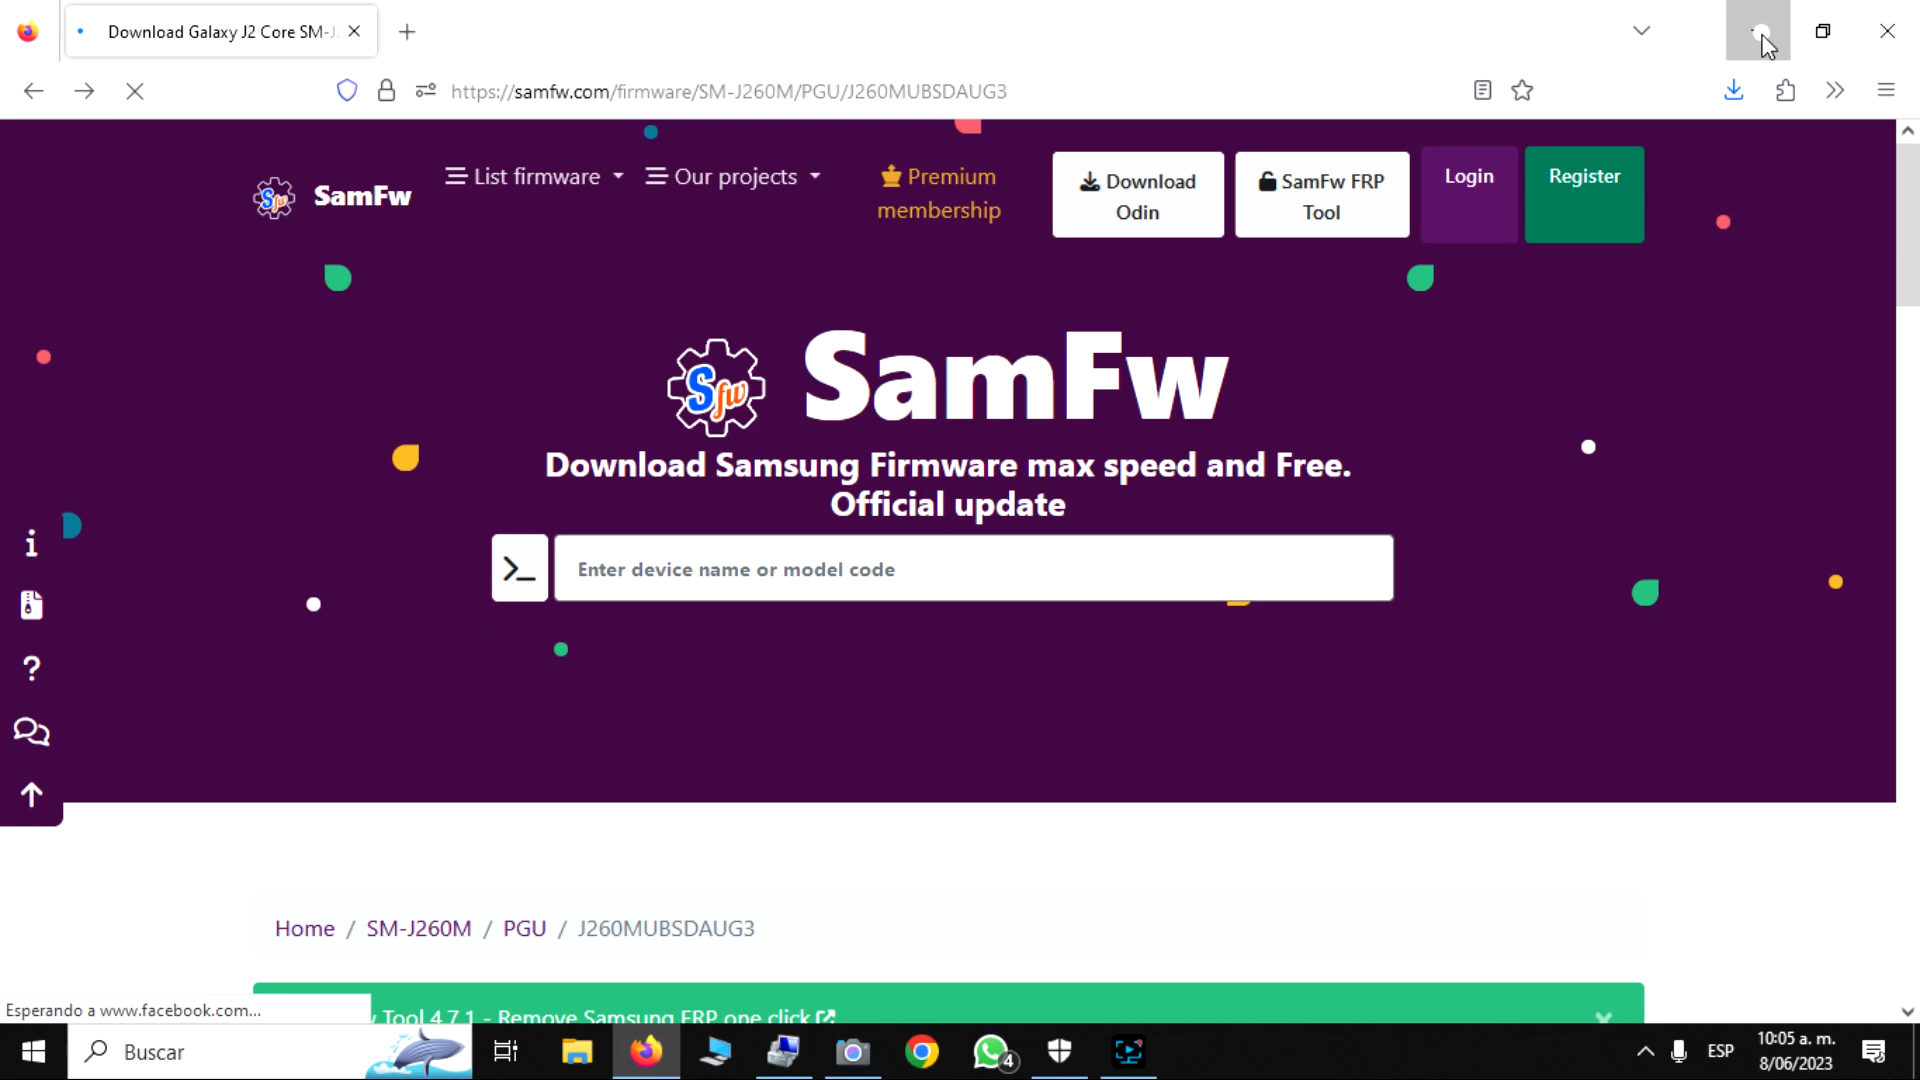 Download Galaxy J2 Core SM-J
https://samfw.com/firmware/SM-J260M/PGU/J260MUBSDAUG3
Sfw SamFw
List firmware
Our projects
Premium
membership
Download
Odin
SamFw FRP
Tool
Login
Register
Sfw SamFw
Download Samsung Firmware max speed and Free.
Official update
>_ Enter device name or model code
i
?
Home / SM-J260M / PGU / J260MUBSDAUG3
Tool 4.7.1 - Remove Samsung FRP one click
Esperando a www.facebook.com...
Buscar
4
ESP
10:05 a. m.
8/06/2023